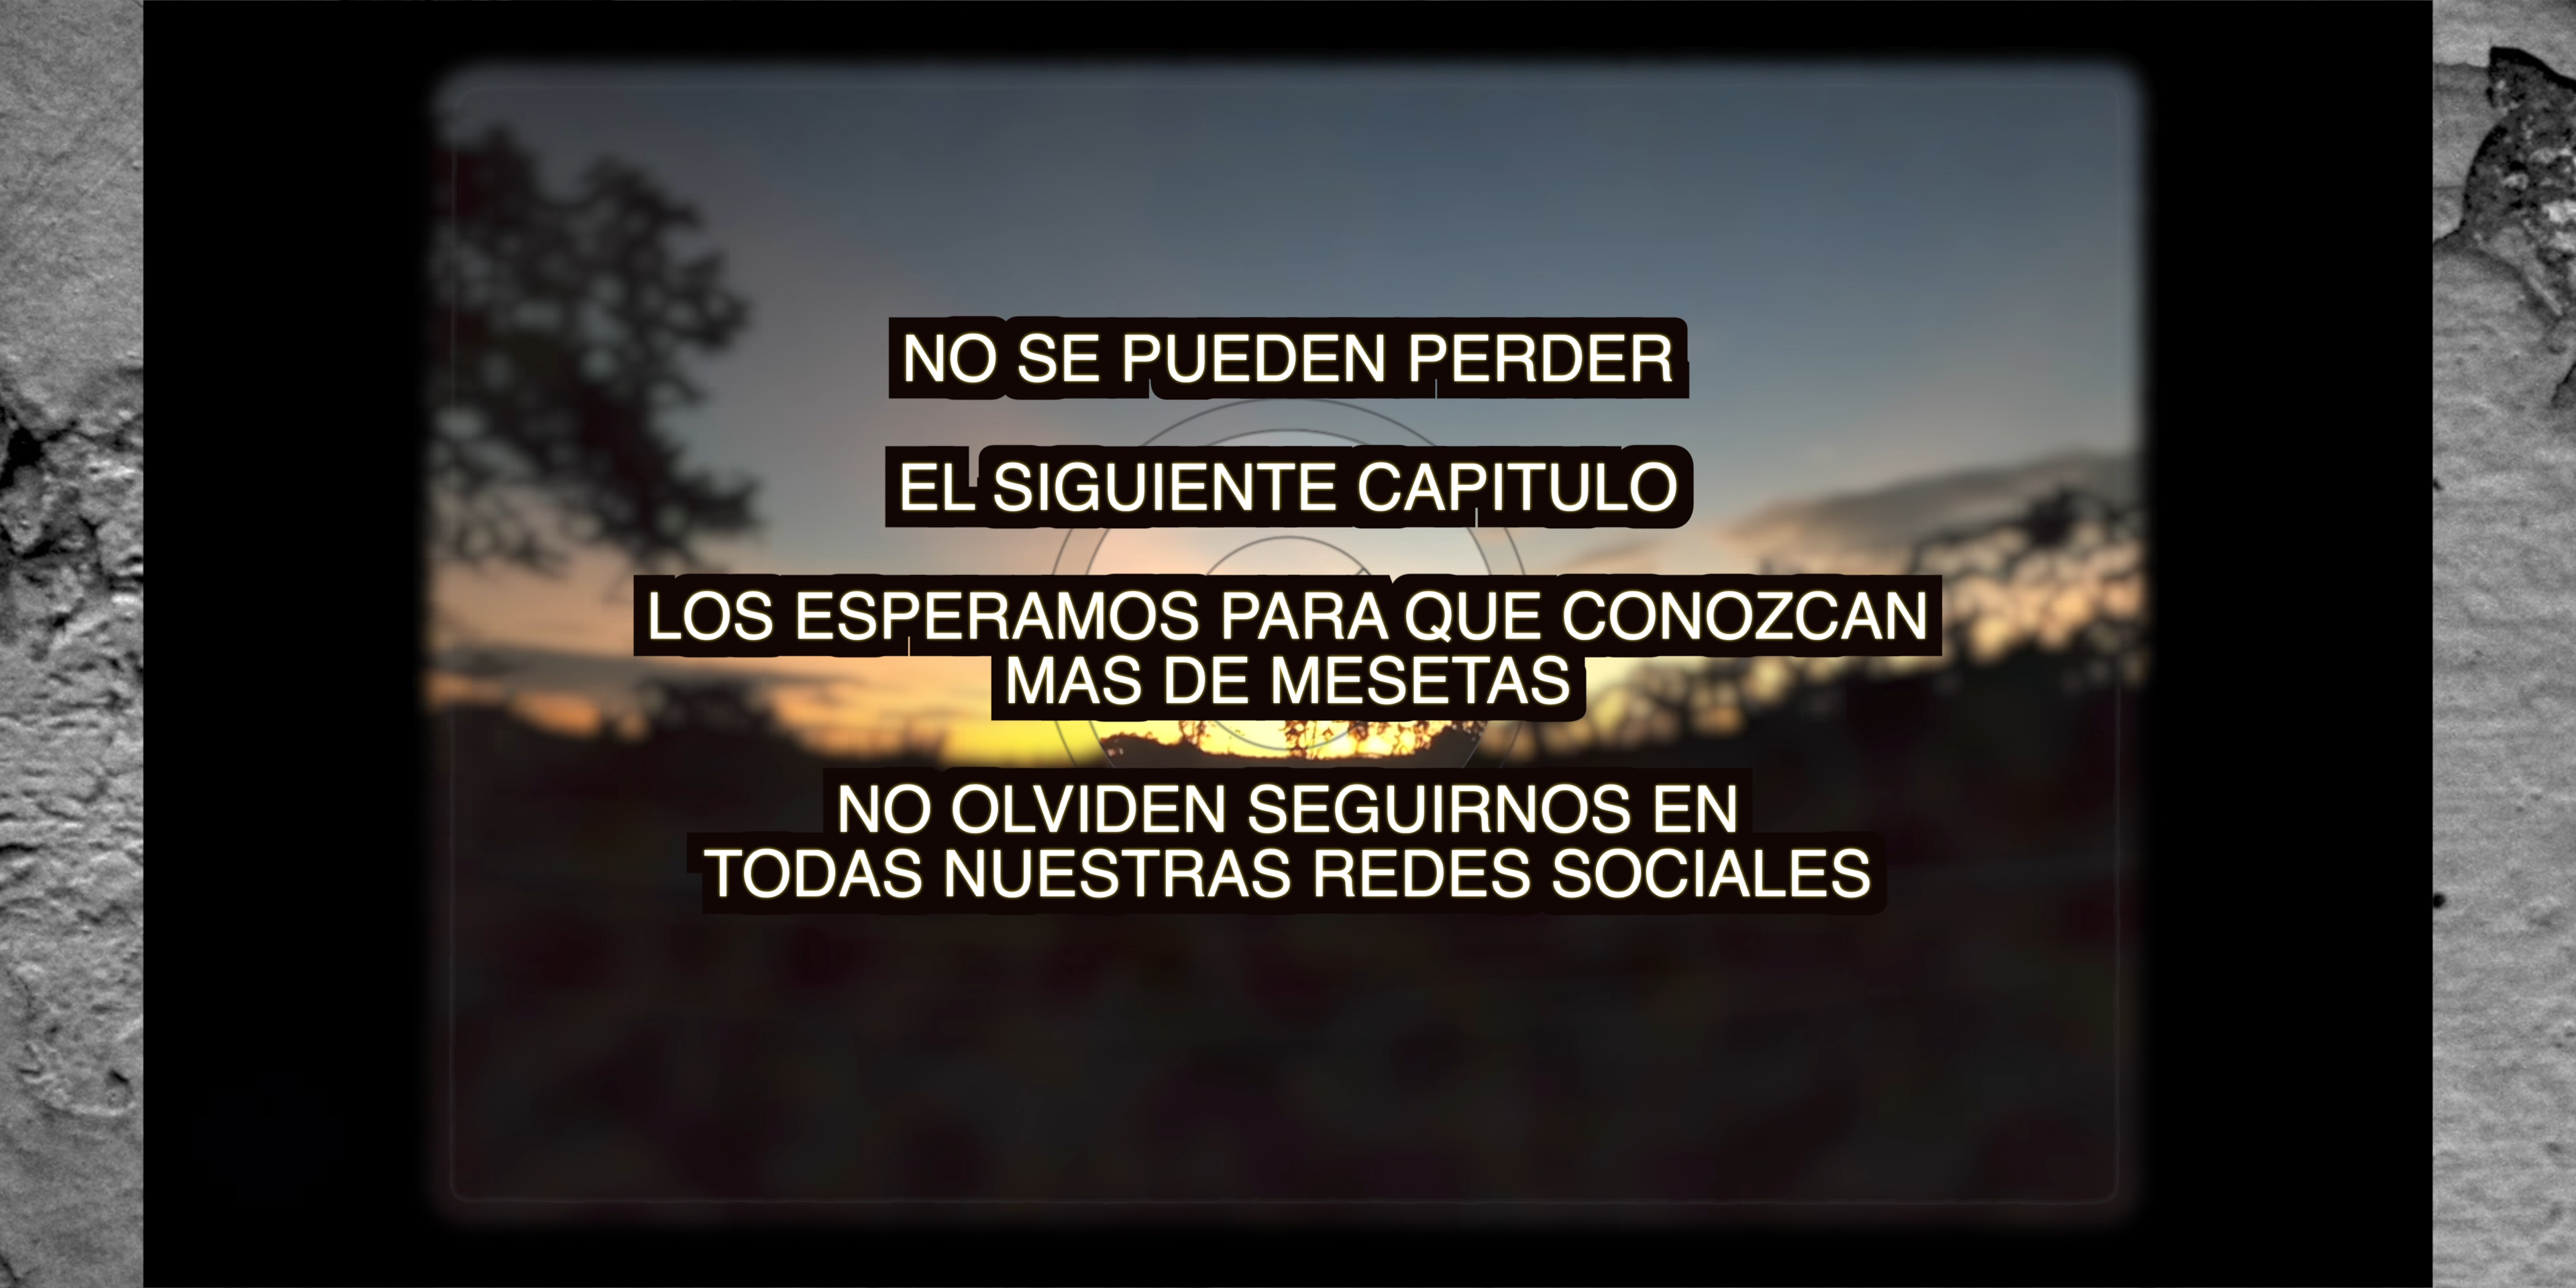 NO SE PUEDEN PERDER
EL SIGUIENTE CAPITULO
LOS ESPERAMOS PARA QUE CONOZCAN
MAS DE MESETAS
NO OLVIDEN SEGUIRNOS EN
TODAS NUESTRAS REDES SOCIALES